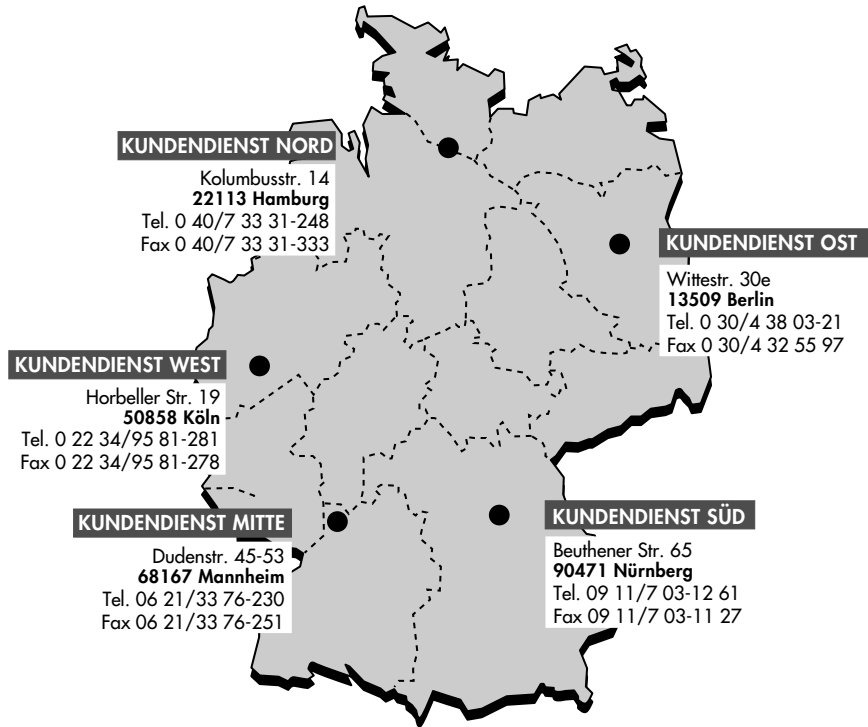 KUNDENDIENST NORD
Kolumbusstr. 14
22113 Hamburg
Tel. 0 40/7 33 31-248
Fax 0 40/7 33 31-333
KUNDENDIENST OST
Wittestr. 30e
13509 Berlin
Tel. 0 30/4 38 03-21
Fax 0 30/4 32 55 97
KUNDENDIENST WEST
Horbeller Str. 19
50858 Köln
Tel. 0 22 34/95 81-281
Fax 0 22 34/95 81-278
KUNDENDIENST MITTE
Dudenstr. 45-53
68167 Mannheim
Tel. 06 21/33 76-230
Fax 06 21/33 76-251
KUNDENDIENST SÜD
Beuthener Str. 65
90471 Nürnberg
Tel. 09 11/7 03-12 61
Fax 09 11/7 03-11 27